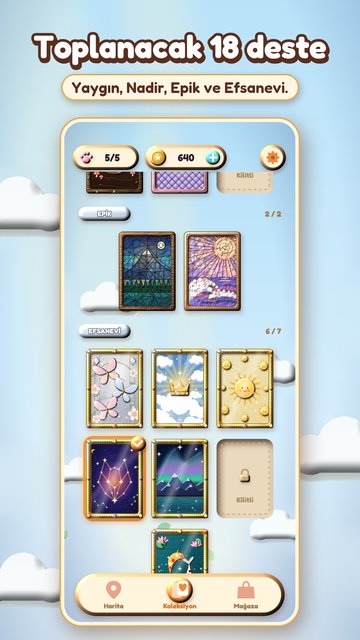 Toplanacak 18 deste
Yaygın, Nadir, Epik ve Efsanevi.
5/5
640
Kilitli
EPİK
2 / 2
EFSANEVİ
6 / 7
Kilitli
Harita
Koleksiyon
Mağaza